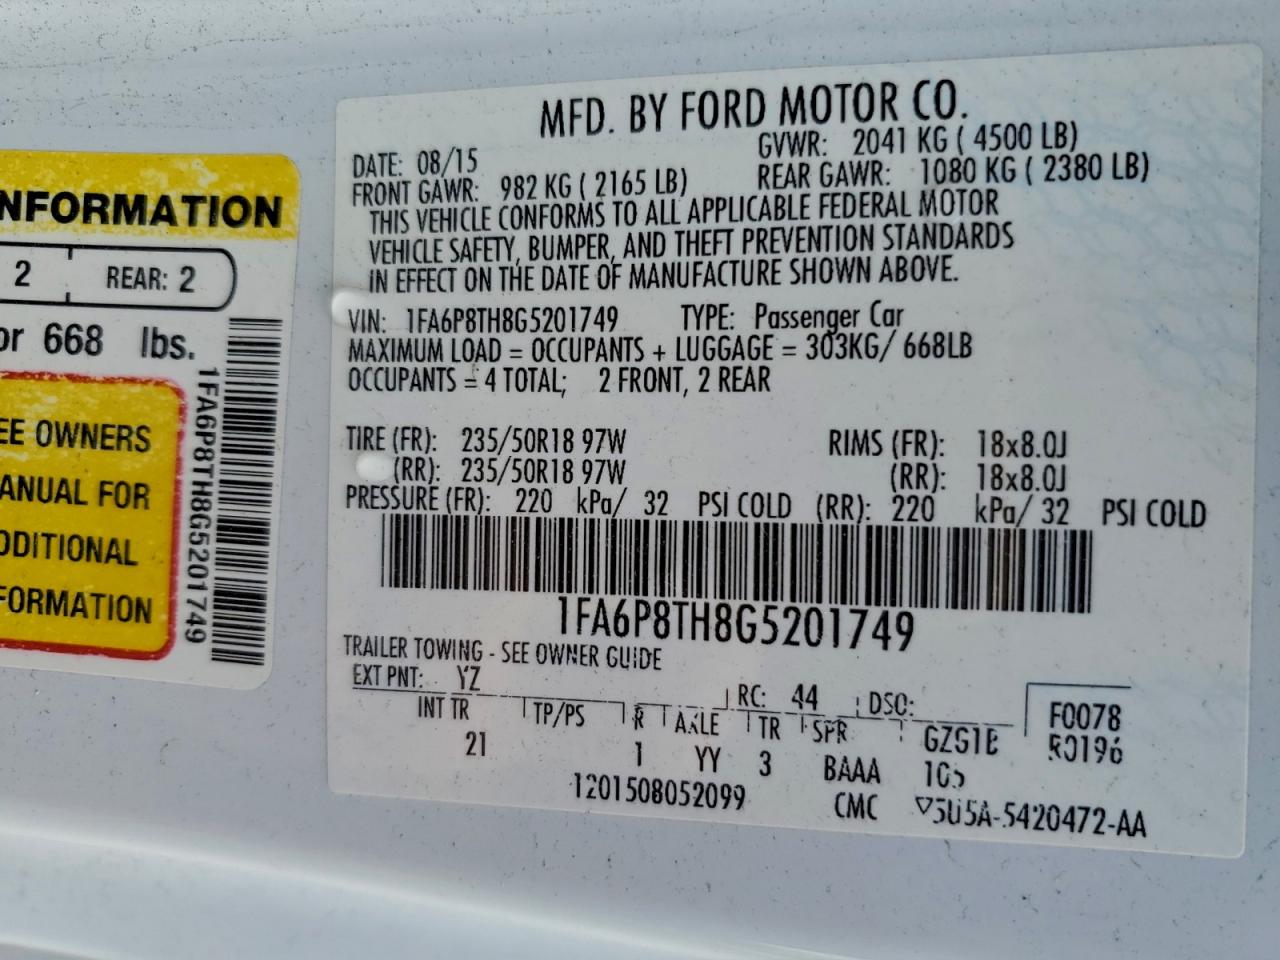 NFORMATION
2 REAR: 2
or 668 lbs.
EE OWNERS
ANUAL FOR
DDITIONAL
FORMATION
1FA6P8TH8G5201749
MFD. BY FORD MOTOR CO.
DATE: 08/15 GVWR: 2041 KG ( 4500 LB)
FRONT GAWR: 982 KG ( 2165 LB) REAR GAWR: 1080 KG ( 2380 LB)
THIS VEHICLE CONFORMS TO ALL APPLICABLE FEDERAL MOTOR
VEHICLE SAFETY, BUMPER, AND THEFT PREVENTION STANDARDS
IN EFFECT ON THE DATE OF MANUFACTURE SHOWN ABOVE.
VIN: 1FA6P8TH8G5201749 TYPE: Passenger Car
MAXIMUM LOAD = OCCUPANTS + LUGGAGE = 303KG/ 668LB
OCCUPANTS = 4 TOTAL; 2 FRONT, 2 REAR
TIRE (FR): 235/50R18 97W RIMS (FR): 18x8.0J
(RR): 235/50R18 97W (RR): 18x8.0J
PRESSURE (FR): 220 kPa/ 32 PSI COLD (RR): 220 kPa/ 32 PSI COLD
1FA6P8TH8G5201749
TRAILER TOWING - SEE OWNER GUIDE
EXT PNT: YZ RC: 44 DSO: F0078
INT TR TP/PS R AXLE TR SPR
21 1 YY 3 BAAA
1201508052099 CMC